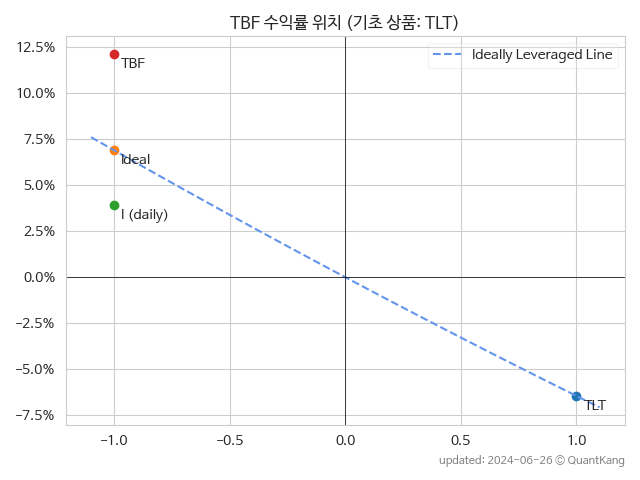 TBF 수익률 위치 (기초 상품: TLT)
12.5%
10.0%
7.5%
5.0%
2.5%
0.0%
−2.5%
−5.0%
−7.5%
Ideally Leveraged Line
TBF
Ideal
I (daily)
TLT
−1.0
−0.5
0.0
0.5
1.0
updated: 2024-06-26 © QuantKang